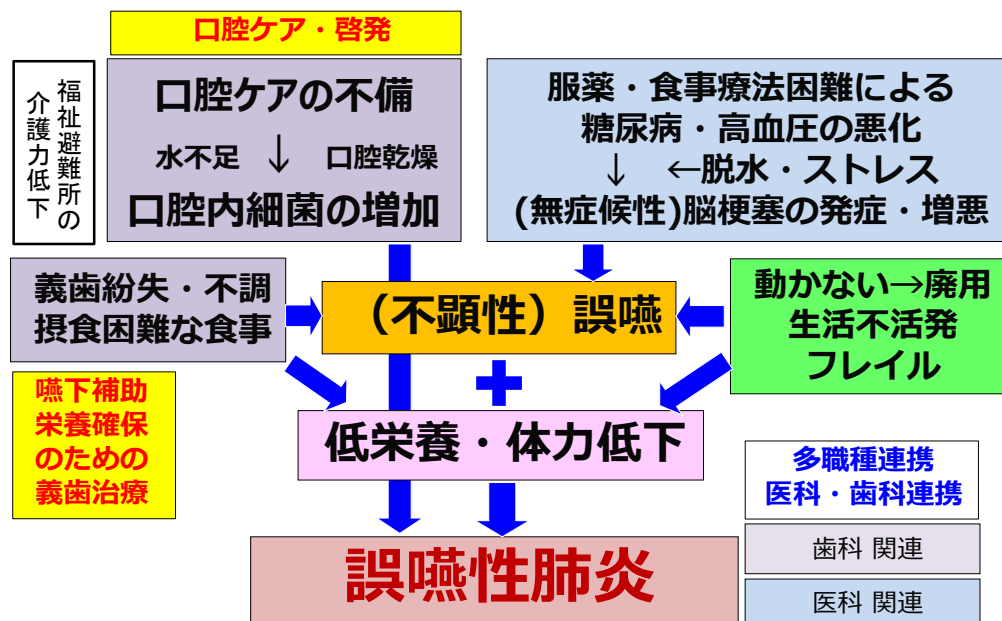 口腔ケア・啓発
福祉避難所の
介護力低下
口腔ケアの不備
水不足 ↓ 口腔乾燥
口腔内細菌の増加
服薬・食事療法困難による
糖尿病・高血圧の悪化
↓ ←脱水・ストレス
(無症候性)脳梗塞の発症・増悪
義歯紛失・不調
摂食困難な食事
（不顕性）誤嚥
動かない→廃用
生活不活発
フレイル
嚥下補助
栄養確保
のための
義歯治療
低栄養・体力低下
多職種連携
医科・歯科連携
歯科 関連
医科 関連
誤嚥性肺炎